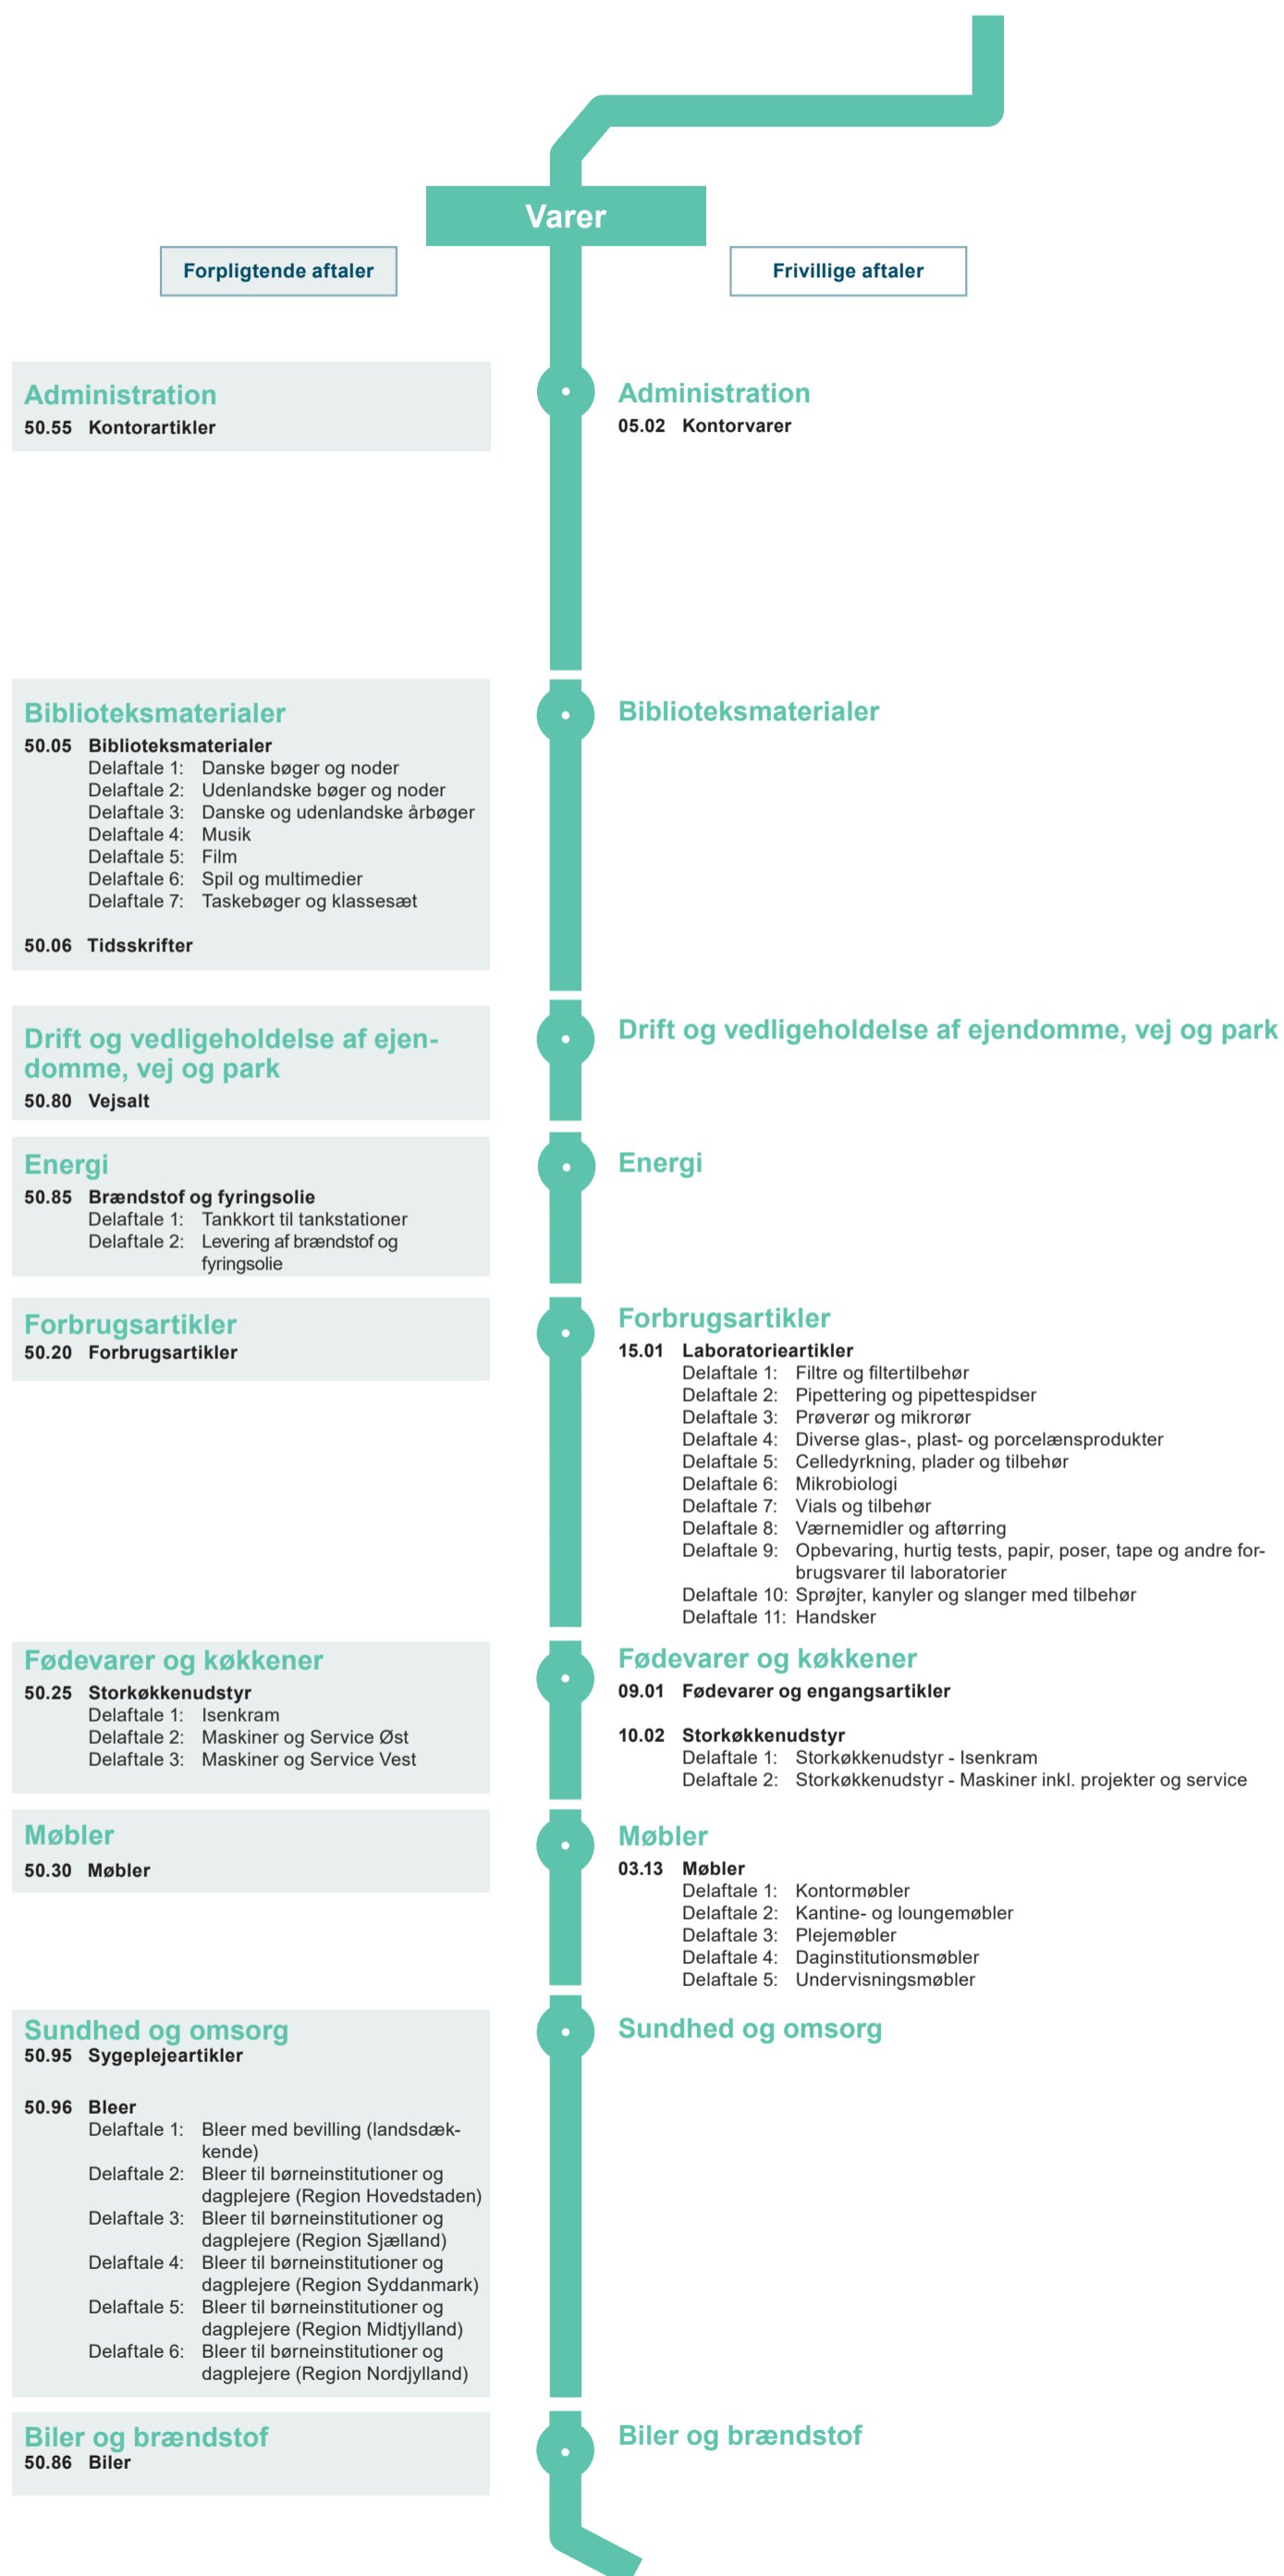 Varer
Forpligtende aftaler
Frivillige aftaler
Administration
50.55 Kontorartikler
Administration
05.02 Kontorvarer
Biblioteksmaterialer
50.05 Biblioteksmaterialer
Delaftale 1: Danske bøger og noder
Delaftale 2: Udenlandske bøger og noder
Delaftale 3: Danske og udenlandske årbøger
Delaftale 4: Musik
Delaftale 5: Film
Delaftale 6: Spil og multimedier
Delaftale 7: Taskebøger og klassesæt
50.06 Tidsskrifter
Biblioteksmaterialer
Drift og vedligeholdelse af ejen-
domme, vej og park
50.80 Vejsalt
Drift og vedligeholdelse af ejendomme, vej og park
Energi
50.85 Brændstof og fyringsolie
Delaftale 1: Tankkort til tankstationer
Delaftale 2: Levering af brændstof og
fyringsolie
Energi
Forbrugsartikler
50.20 Forbrugsartikler
Forbrugsartikler
15.01 Laboratorieartikler
Delaftale 1: Filtre og filtertilbehør
Delaftale 2: Pipettering og pipettespidser
Delaftale 3: Prøverør og mikrorør
Delaftale 4: Diverse glas-, plast- og porcelænsprodukter
Delaftale 5: Celledyrkning, plader og tilbehør
Delaftale 6: Mikrobiologi
Delaftale 7: Vials og tilbehør
Delaftale 8: Værnemidler og aftørring
Delaftale 9: Opbevaring, hurtig tests, papir, poser, tape og andre for-
brugsvarer til laboratorier
Delaftale 10: Sprøjter, kanyler og slanger med tilbehør
Delaftale 11: Handsker
Fødevarer og køkkener
50.25 Storkøkkenudstyr
Delaftale 1: Isenkram
Delaftale 2: Maskiner og Service Øst
Delaftale 3: Maskiner og Service Vest
Fødevarer og køkkener
09.01 Fødevarer og engangsartikler
10.02 Storkøkkenudstyr
Delaftale 1: Storkøkkenudstyr - Isenkram
Delaftale 2: Storkøkkenudstyr - Maskiner inkl. projekter og service
Møbler
50.30 Møbler
Møbler
03.13 Møbler
Delaftale 1: Kontormøbler
Delaftale 2: Kantine- og loungemøbler
Delaftale 3: Plejemøbler
Delaftale 4: Daginstitutionsmøbler
Delaftale 5: Undervisningsmøbler
Sundhed og omsorg
50.95 Sygeplejeartikler
50.96 Bleer
Delaftale 1: Bleer med bevilling (landsdæk-
kende)
Delaftale 2: Bleer til børneinstitutioner og
dagplejere (Region Hovedstaden)
Delaftale 3: Bleer til børneinstitutioner og
dagplejere (Region Sjælland)
Delaftale 4: Bleer til børneinstitutioner og
dagplejere (Region Syddanmark)
Delaftale 5: Bleer til børneinstitutioner og
dagplejere (Region Midtjylland)
Delaftale 6: Bleer til børneinstitutioner og
dagplejere (Region Nordjylland)
Sundhed og omsorg
Biler og brændstof
50.86 Biler
Biler og brændstof